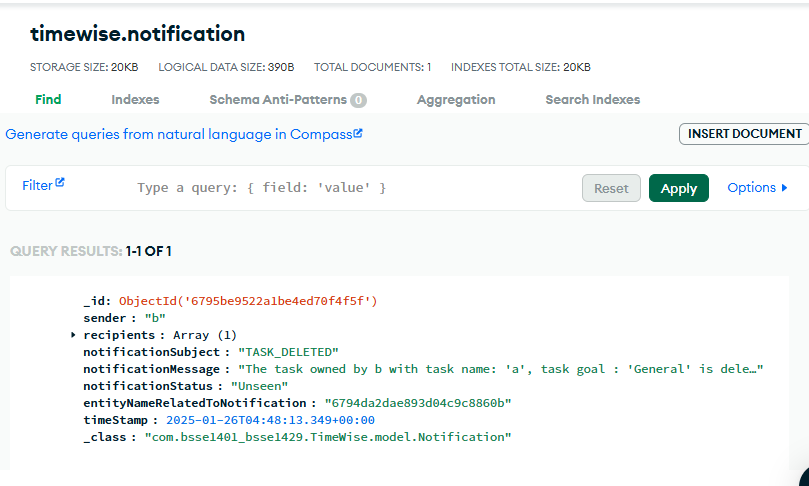 timewise.notification
STORAGE SIZE: 20KB LOGICAL DATA SIZE: 390B TOTAL DOCUMENTS: 1 INDEXES TOTAL SIZE: 20KB
Find Indexes Schema Anti-Patterns 0 Aggregation Search Indexes
Generate queries from natural language in Compass
INSERT DOCUMENT
Filter Type a query: { field: 'value' } Reset Apply Options
QUERY RESULTS: 1-1 OF 1
_id: ObjectId('6795be9522a1be4ed70f4f5f')
sender : "b"
recipients : Array (1)
notificationSubject : "TASK_DELETED"
notificationMessage : "The task owned by b with task name: 'a', task goal : 'General' is dele…"
notificationStatus : "Unseen"
entityNameRelatedToNotification : "6794da2dae893d04c9c8860b"
timeStamp : 2025-01-26T04:48:13.349+00:00
_class : "com.bsse1401_bsse1429.TimeWise.model.Notification"